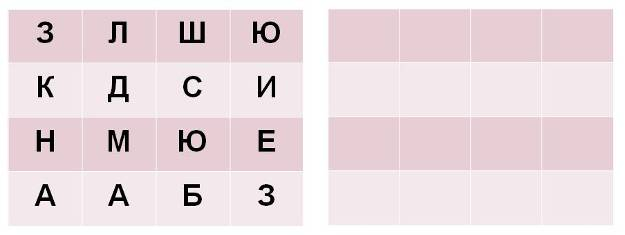 З Л Ш Ю
К Д С И
Н М Ю Е
А А Б З